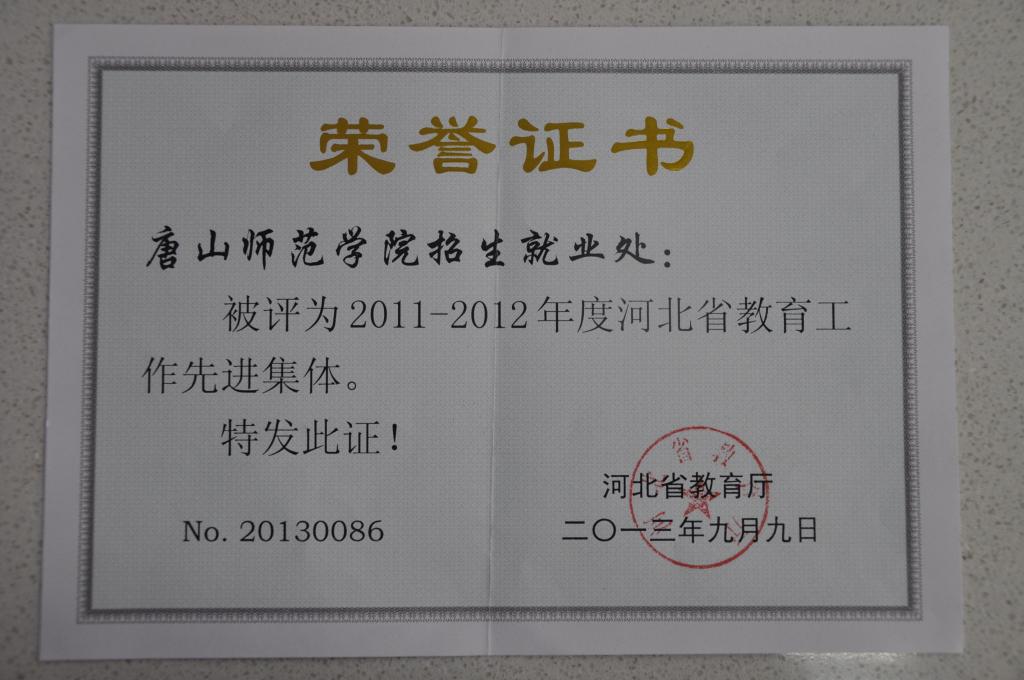 荣誉证书
唐山师范学院招生就业处：
被评为2011-2012年度河北省教育工
作先进集体。
特发此证！
河北省教育厅
No. 20130086
二〇一三年九月九日
省教